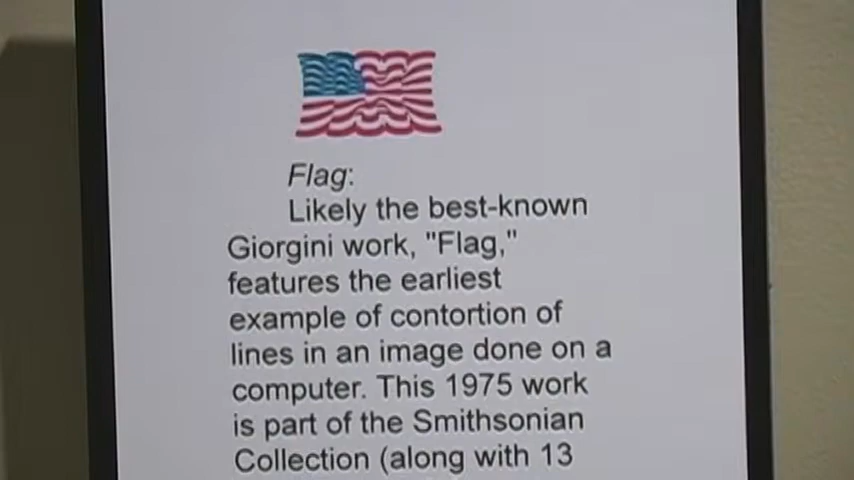 Flag:
Likely the best-known
Giorgini work, "Flag,"
features the earliest
example of contortion of
lines in an image done on a
computer. This 1975 work
is part of the Smithsonian
Collection (along with 13